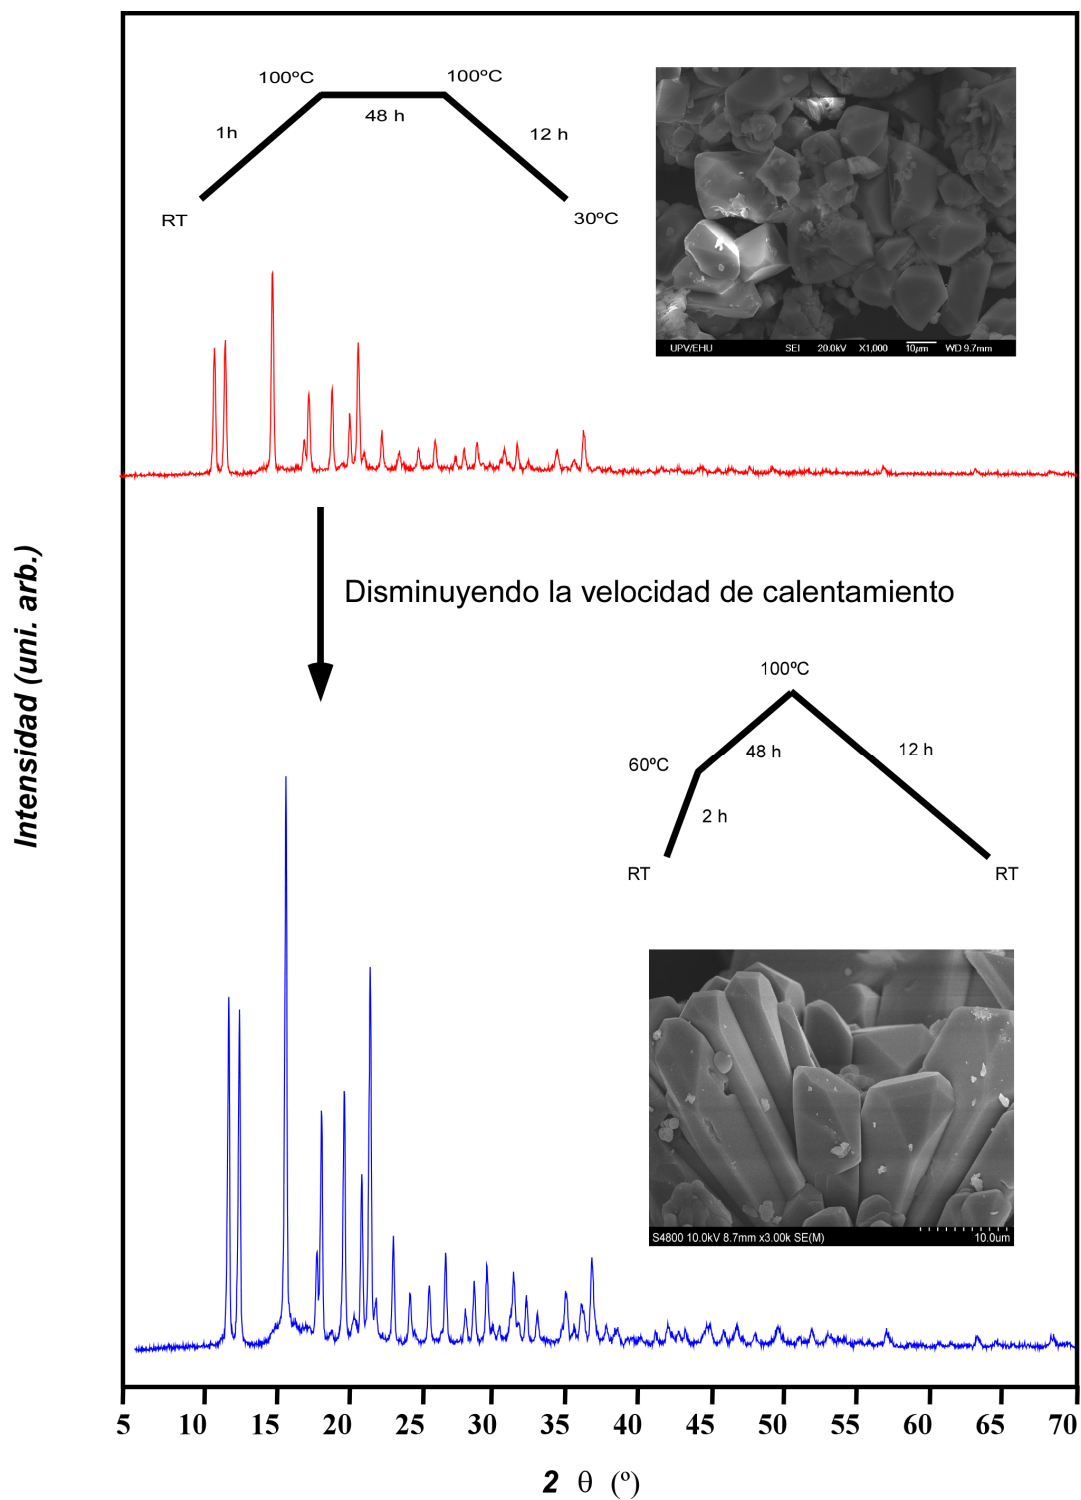 100ºC
100ºC
1h
48 h
12 h
RT
30ºC
UPV/EHU SEI 20.0kV X1,000 10µm WD 9.7mm
Disminuyendo la velocidad de calentamiento
Intensidad (uni. arb.)
100ºC
60ºC
48 h
12 h
2 h
RT
RT
S4800 10.0kV 8.7mm x3.00k SE(M) 10.0um
5 10 15 20 25 30 35 40 45 50 55 60 65 70
2 θ (º)